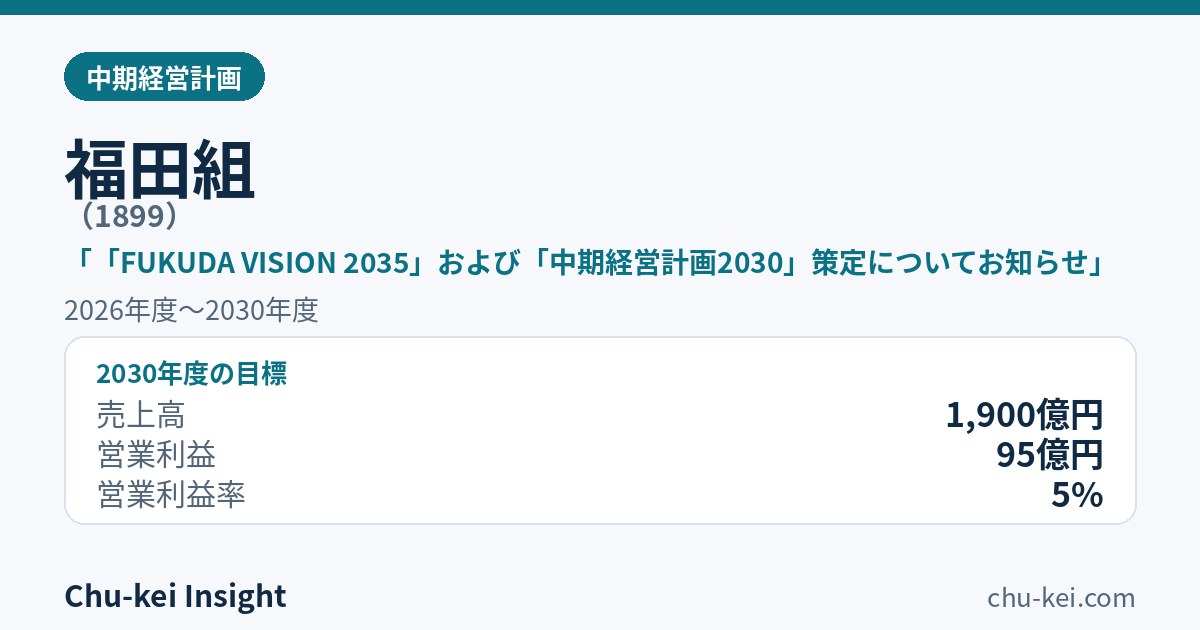 中期経営計画
福田組
（1899）
「「FUKUDA VISION 2035」および「中期経営計画2030」策定についてお知らせ」
2026年度〜2030年度
2030年度の目標
売上高 1,900億円
営業利益 95億円
営業利益率 5%
Chu-kei Insight chu-kei.com